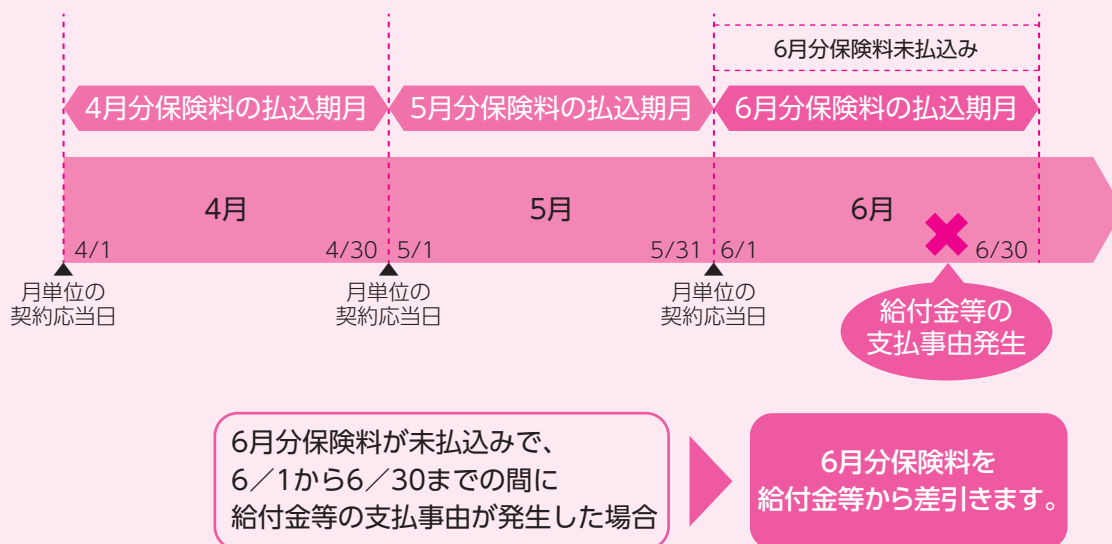 6月分保険料未払込み
4月分保険料の払込期月
5月分保険料の払込期月
6月分保険料の払込期月
4月
5月
6月
4/1
4/30
5/1
5/31
6/1
6/30
月単位の
契約応当日
月単位の
契約応当日
月単位の
契約応当日
給付金等の
支払事由発生
6月分保険料が未払込みで、
6／1から6／30までの間に
給付金等の支払事由が発生した場合
6月分保険料を
給付金等から差引きます。